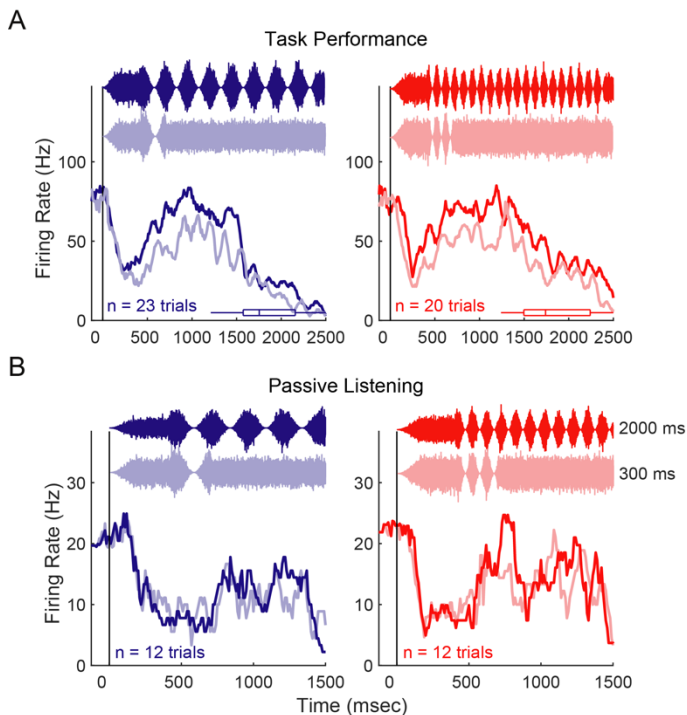 A
Task Performance
Firing Rate (Hz)
100
50
0
n = 23 trials
n = 20 trials
0 500 1000 1500 2000 2500
0 500 1000 1500 2000 2500
B
Passive Listening
2000 ms
300 ms
Firing Rate (Hz)
30
20
10
0
n = 12 trials
n = 12 trials
0 500 1000 1500
0 500 1000 1500
Time (msec)